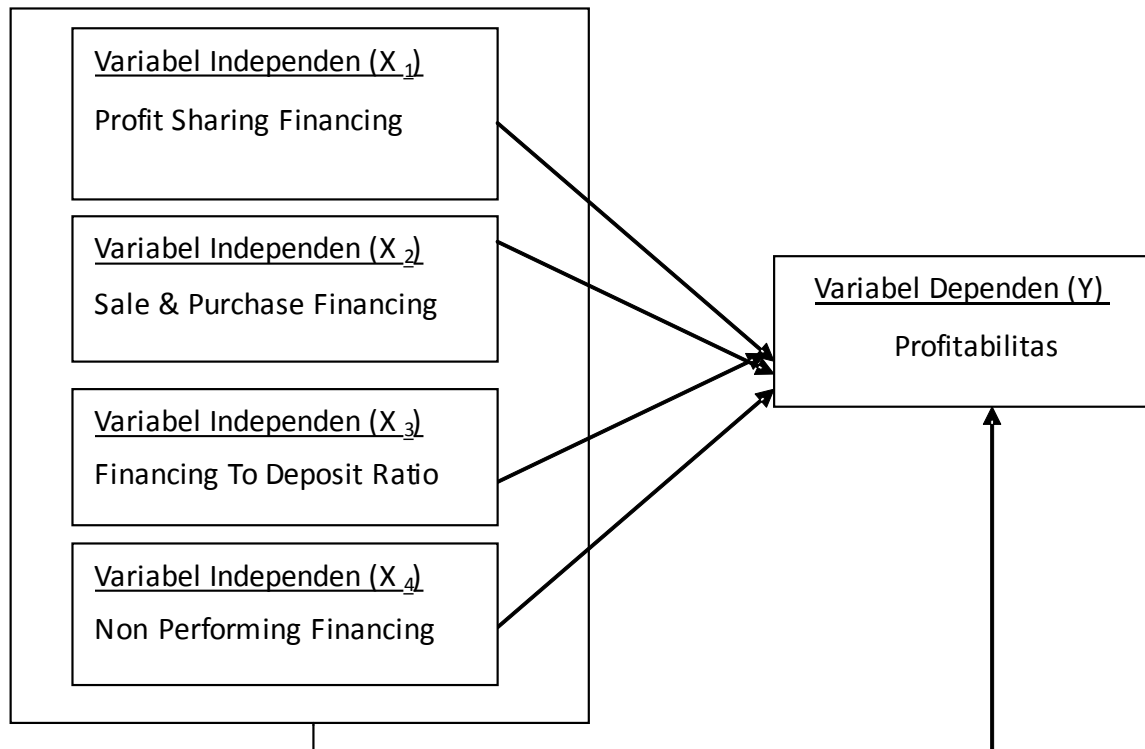 Variabel Independen (X 1)
Profit Sharing Financing
Variabel Independen (X 2)
Sale & Purchase Financing
Variabel Independen (X 3)
Financing To Deposit Ratio
Variabel Independen (X 4)
Non Performing Financing
Variabel Dependen (Y)
Profitabilitas